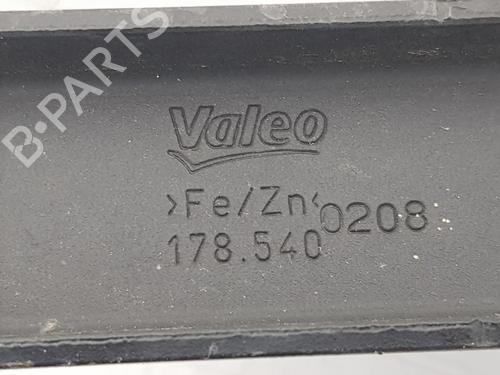 B-PARTS
Valeo
>Fe/Zn< 0208
178.540